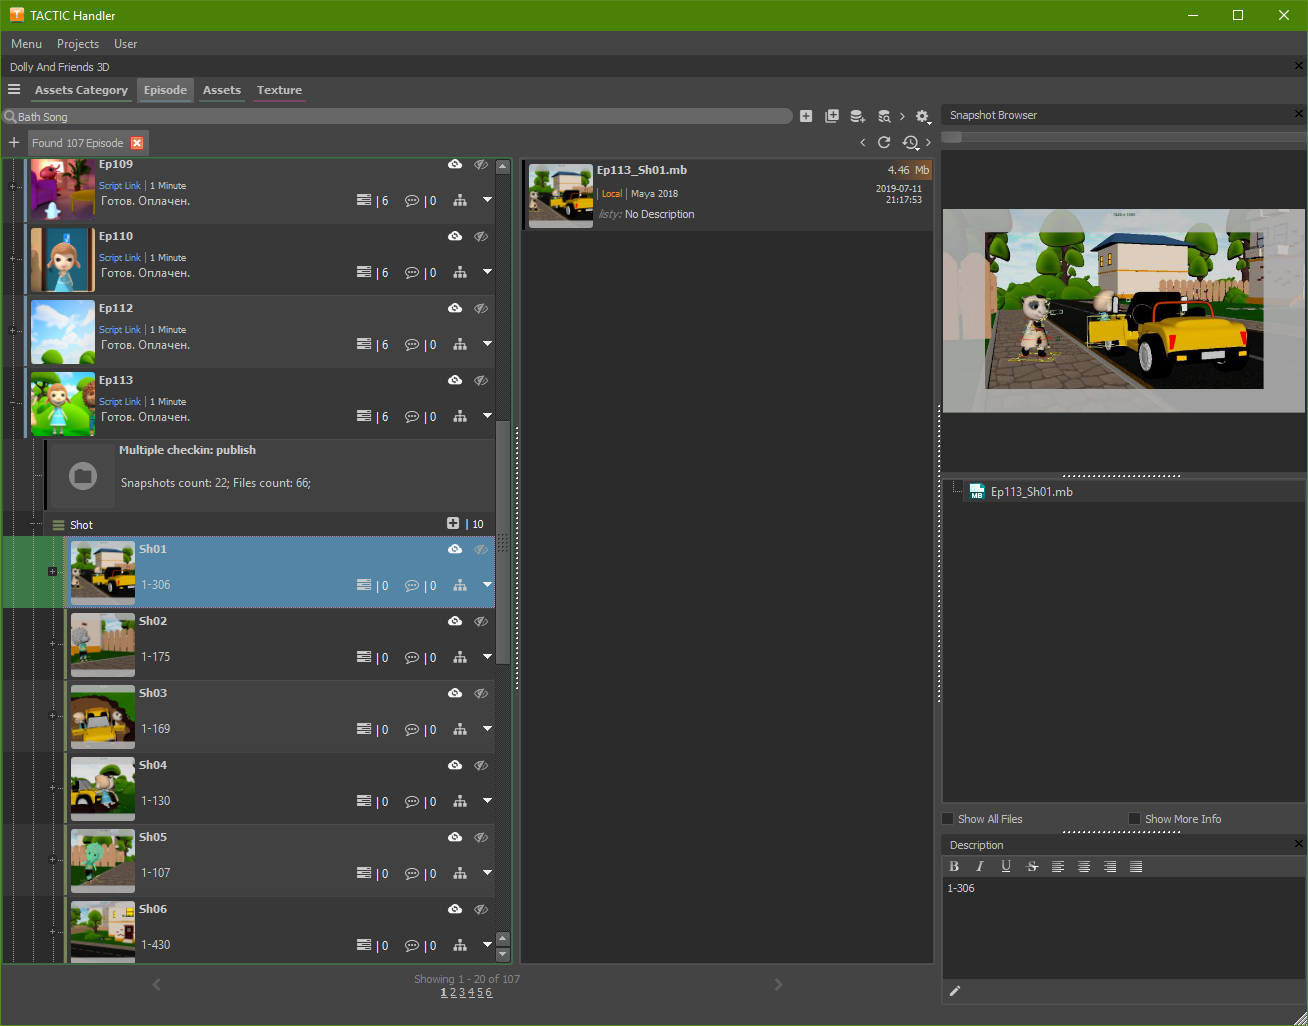 TACTIC Handler
Menu Projects User
Dolly And Friends 3D
Assets Category Episode Assets Texture
Bath Song
Found 107 Episode
Ep109
Script Link | 1 Minute
Готов. Оплачен.
| 6 | 0
Ep110
Script Link | 1 Minute
Готов. Оплачен.
| 6 | 0
Ep112
Script Link | 1 Minute
Готов. Оплачен.
| 6 | 0
Ep113
Script Link | 1 Minute
Готов. Оплачен.
| 6 | 0
Multiple checkin: publish
Snapshots count: 22; Files count: 66;
Shot | 10
Sh01
1-306 | 0 | 0
Sh02
1-175 | 0 | 0
Sh03
1-169 | 0 | 0
Sh04
1-130 | 0 | 0
Sh05
1-107 | 0 | 0
Sh06
1-430 | 0 | 0
Showing 1 - 20 of 107
1 2 3 4 5 6
Ep113_Sh01.mb 4.46 Mb
| Local | Maya 2018 2019-07-11
21:17:53
listy: No Description
Snapshot Browser
MB Ep113_Sh01.mb
Show All Files Show More Info
Description
B I U S
1-306